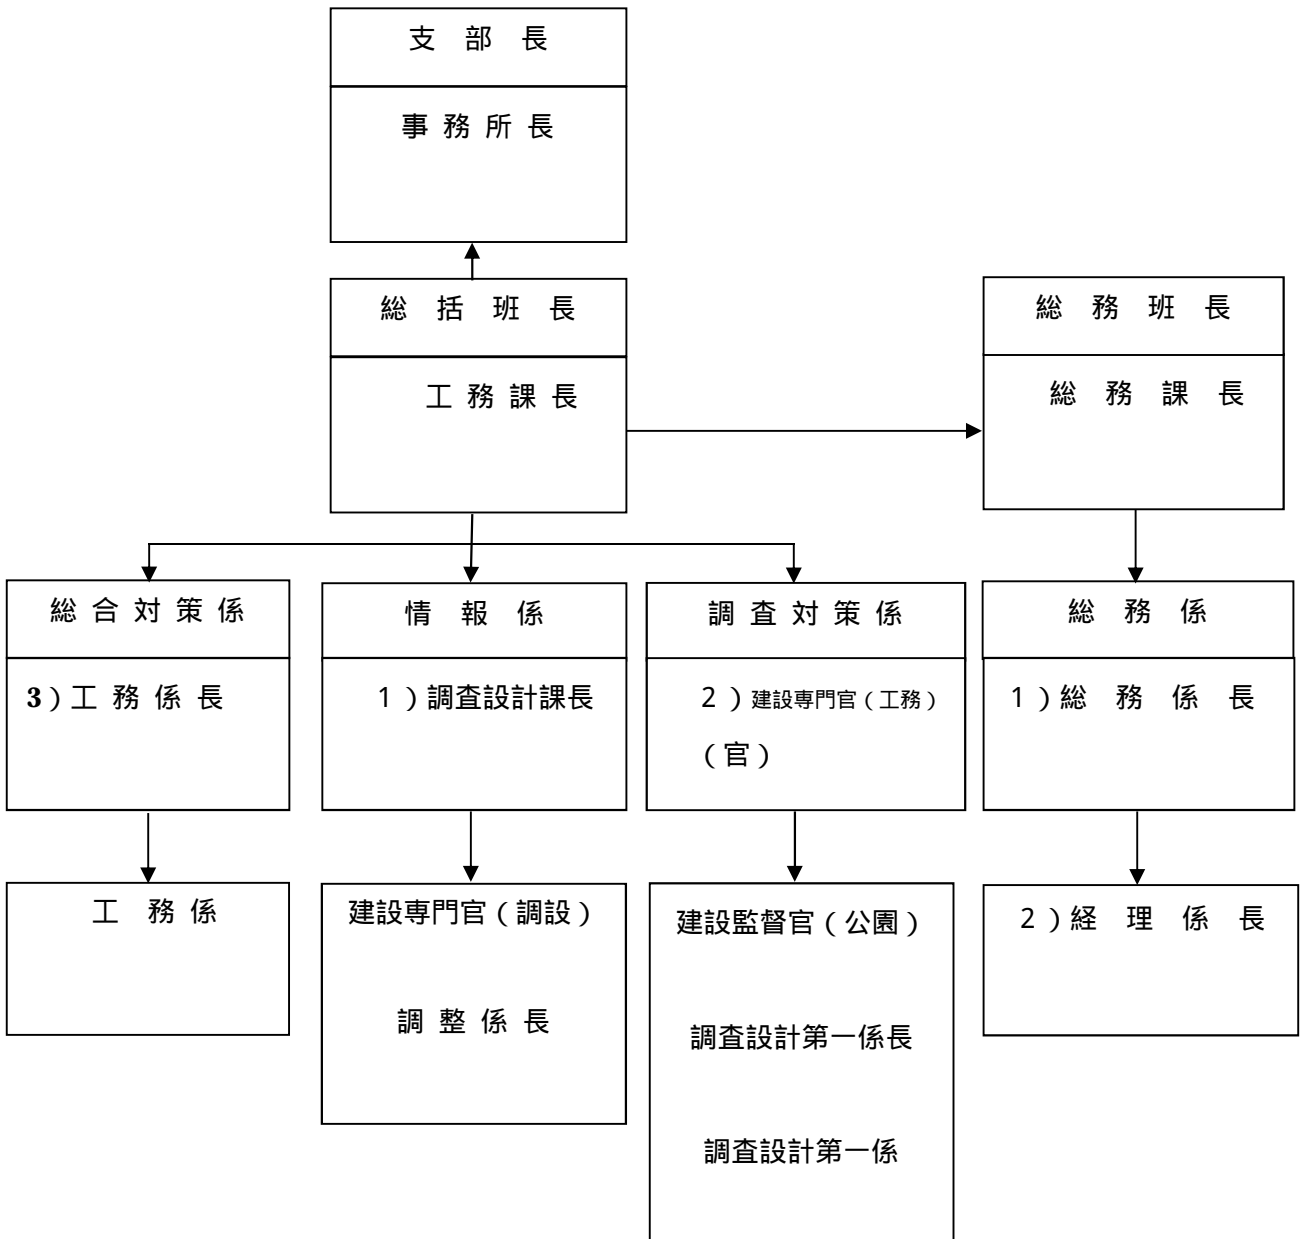 支 部 長
事 務 所 長
総 括 班 長
工 務 課 長
総 務 班 長
総 務 課 長
総 合 対 策 係
3）工 務 係 長
情 報 係
1）調査設計課長
調 査 対 策 係
2）建設専門官（工務）
（官）
総 務 係
1）総 務 係 長
工 務 係
建設専門官（調設）
調 整 係 長
建設監督官（公園）
調査設計第一係長
調査設計第一係
2）経 理 係 長